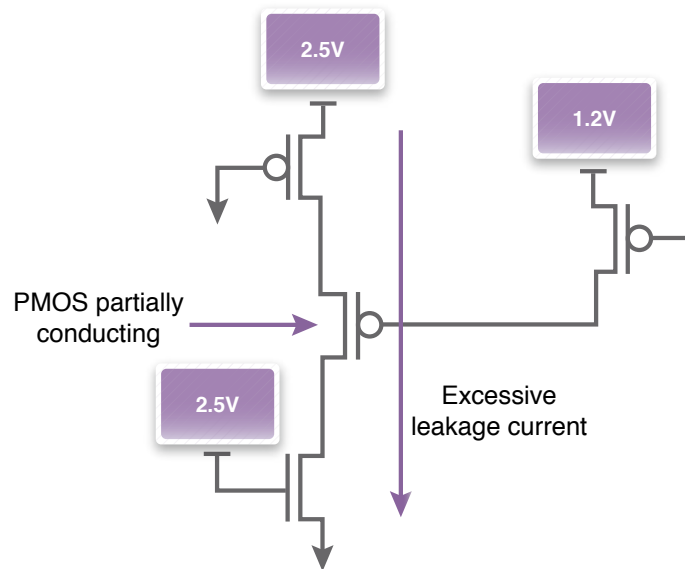 2.5V
1.2V
PMOS partially
conducting
2.5V
Excessive
leakage current